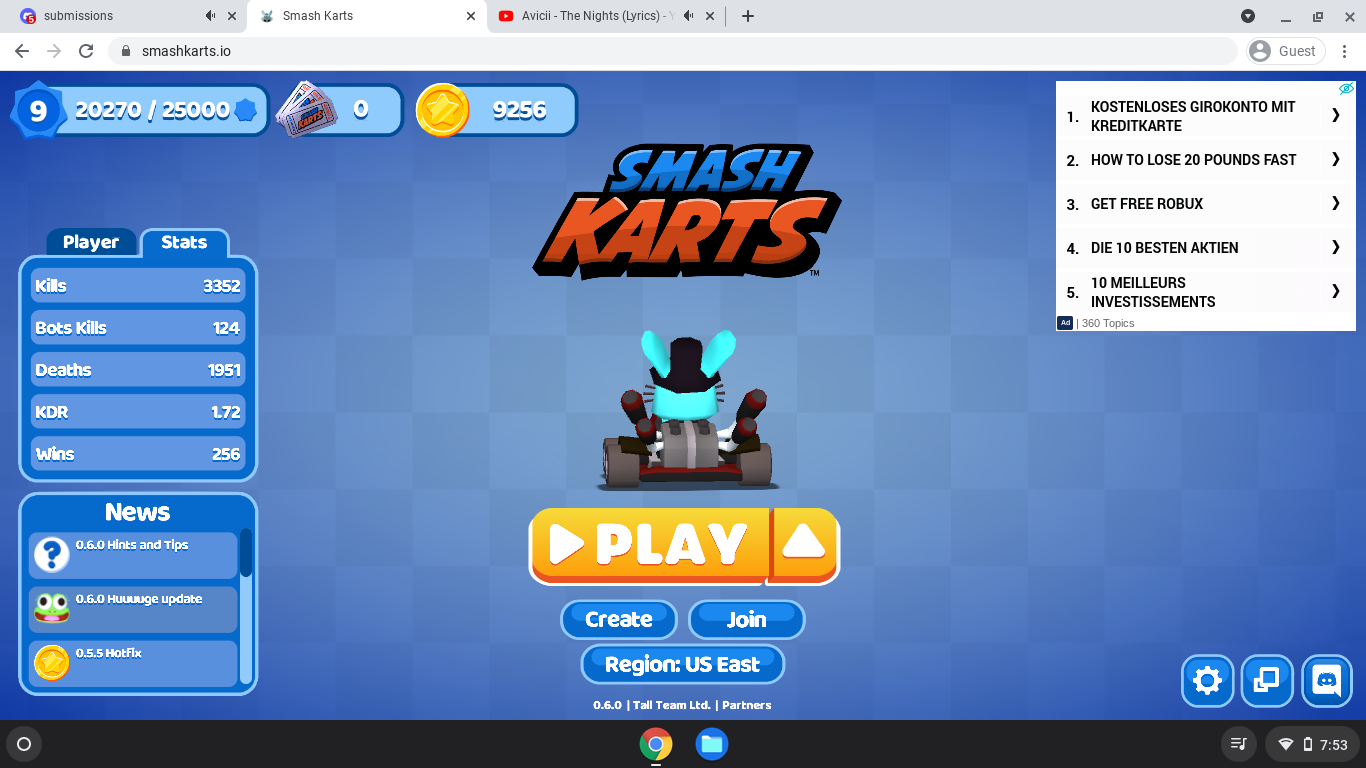 submissions
Smash Karts
Avicii - The Nights (Lyrics) -
smashkarts.io
Guest
9
20270 / 25000
0
9256
SMASH
KARTS
TM
Player
Stats
Kills 3352
Bots Kills 124
Deaths 1951
KDR 1.72
Wins 256
News
0.6.0 Hints and Tips
0.6.0 Huuuuge update
0.5.5 Hotfix
PLAY
Create
Join
Region: US East
0.6.0 | Tall Team Ltd. | Partners
1. KOSTENLOSES GIROKONTO MIT
KREDITKARTE
2. HOW TO LOSE 20 POUNDS FAST
3. GET FREE ROBUX
4. DIE 10 BESTEN AKTIEN
5. 10 MEILLEURS
INVESTISSEMENTS
Ad | 360 Topics
7:53